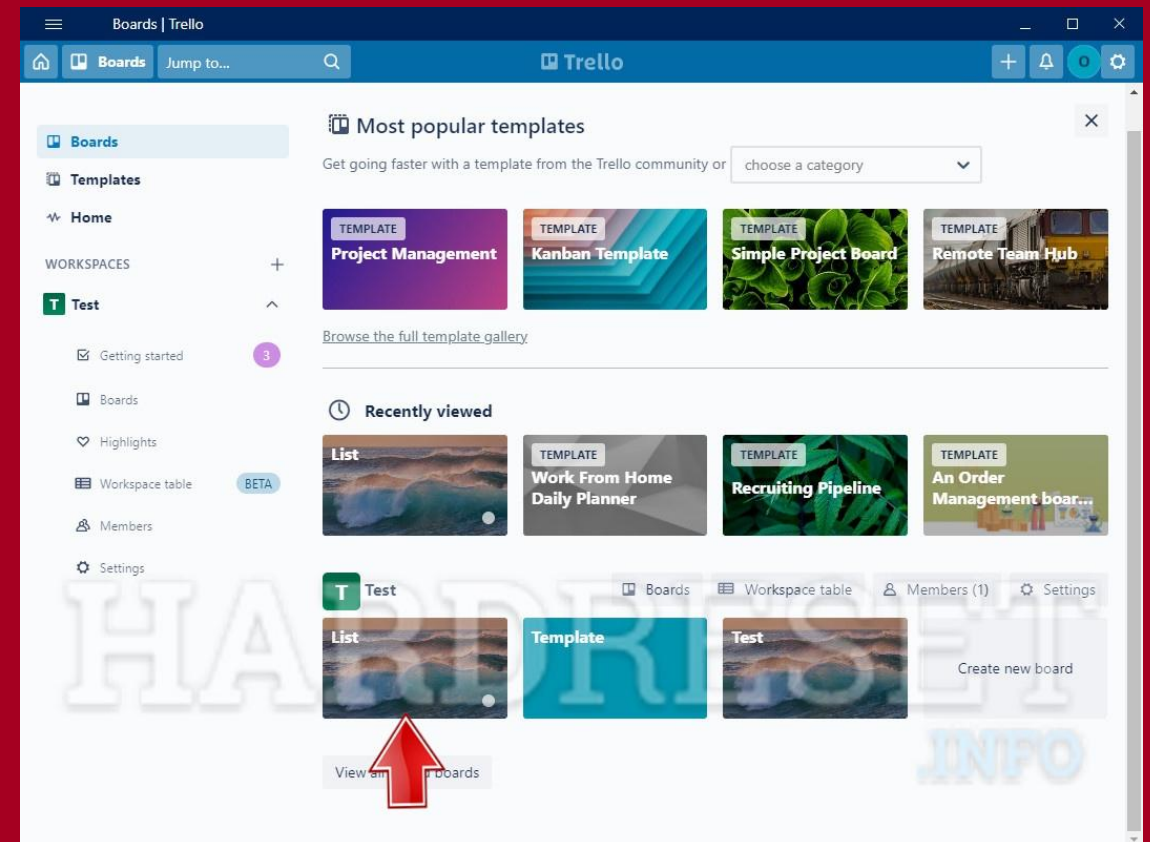 Boards | Trello
Boards
Jump to...
Trello
O
Boards
Templates
Home
WORKSPACES
T Test
Getting started 3
Boards
Highlights
Workspace table BETA
Members
Settings
Most popular templates
Get going faster with a template from the Trello community or choose a category
TEMPLATE
Project Management
TEMPLATE
Kanban Template
TEMPLATE
Simple Project Board
TEMPLATE
Remote Team Hub
Browse the full template gallery
Recently viewed
List
TEMPLATE
Work From Home
Daily Planner
TEMPLATE
Recruiting Pipeline
TEMPLATE
An Order
Management boar...
T Test
Boards
Workspace table
Members (1)
Settings
List
Template
Test
Create new board
View all boards
HARDRESET
.INFO